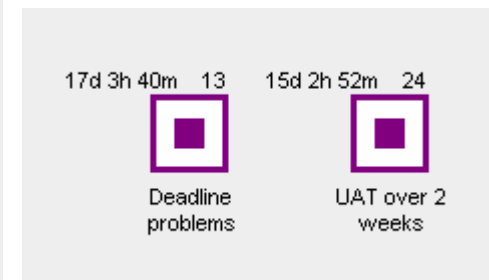 17d 3h 40m 13
15d 2h 52m 24
Deadline
problems
UAT over 2
weeks